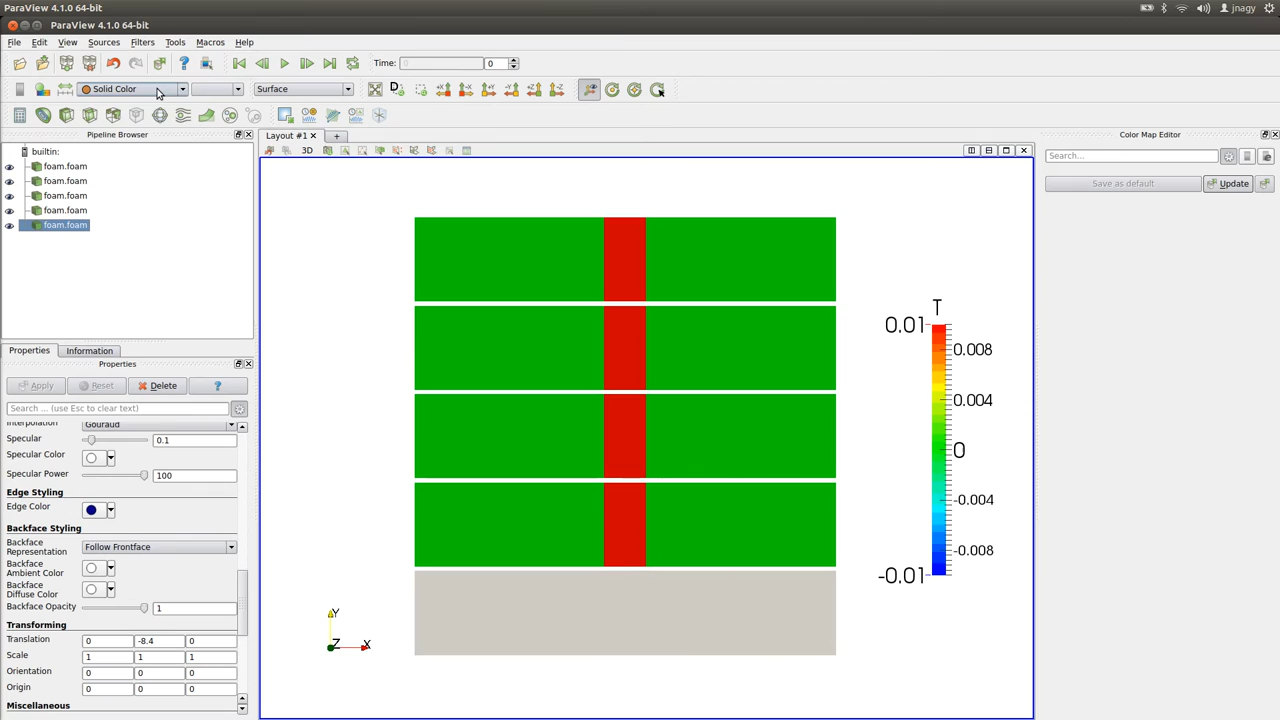 ParaView 4.1.0 64-bit
jnagy
ParaView 4.1.0 64-bit
File Edit View Sources Filters Tools Macros Help
Time: 0 0
Solid Color Surface
Pipeline Browser
Layout #1
Color Map Editor
3D
builtin:
foam.foam
foam.foam
foam.foam
foam.foam
foam.foam
Search...
Save as default Update
Properties Information
Properties
Apply Reset Delete ?
Search ... (use Esc to clear text)
Interpolation Gouraud
Specular 0.1
Specular Color
Specular Power 100
Edge Styling
Edge Color
Backface Styling
Backface Representation Follow Frontface
Backface Ambient Color
Backface Diffuse Color
Backface Opacity 1
Transforming
Translation 0 -8.4 0
Scale 1 1 1
Orientation 0 0 0
Origin 0 0 0
Miscellaneous
T
0.01
0.008
0.004
0
-0.004
-0.008
-0.01
Y
Z X